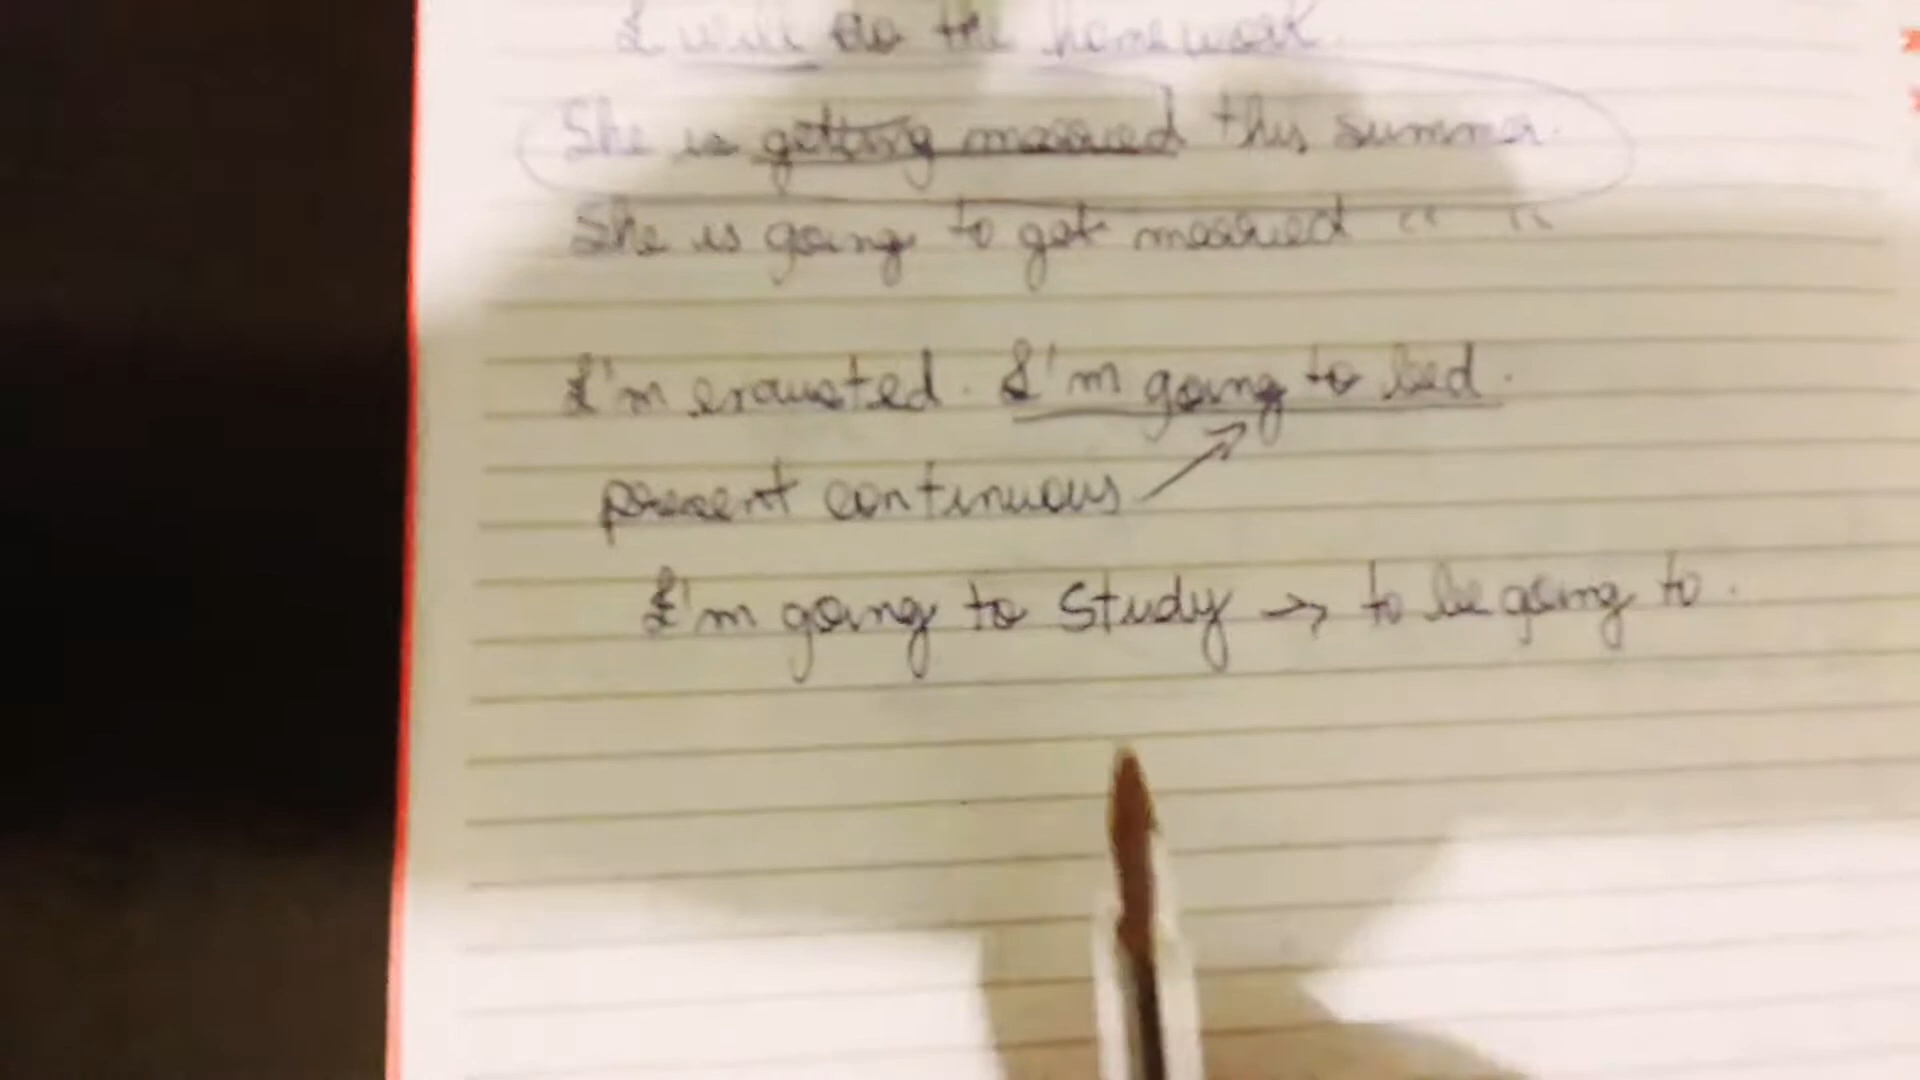 I will do the homework.
She is getting married this summer.
She is going to get married " "
I'm exausted. I'm going to bed.
present continuous
I'm going to study → to be going to.